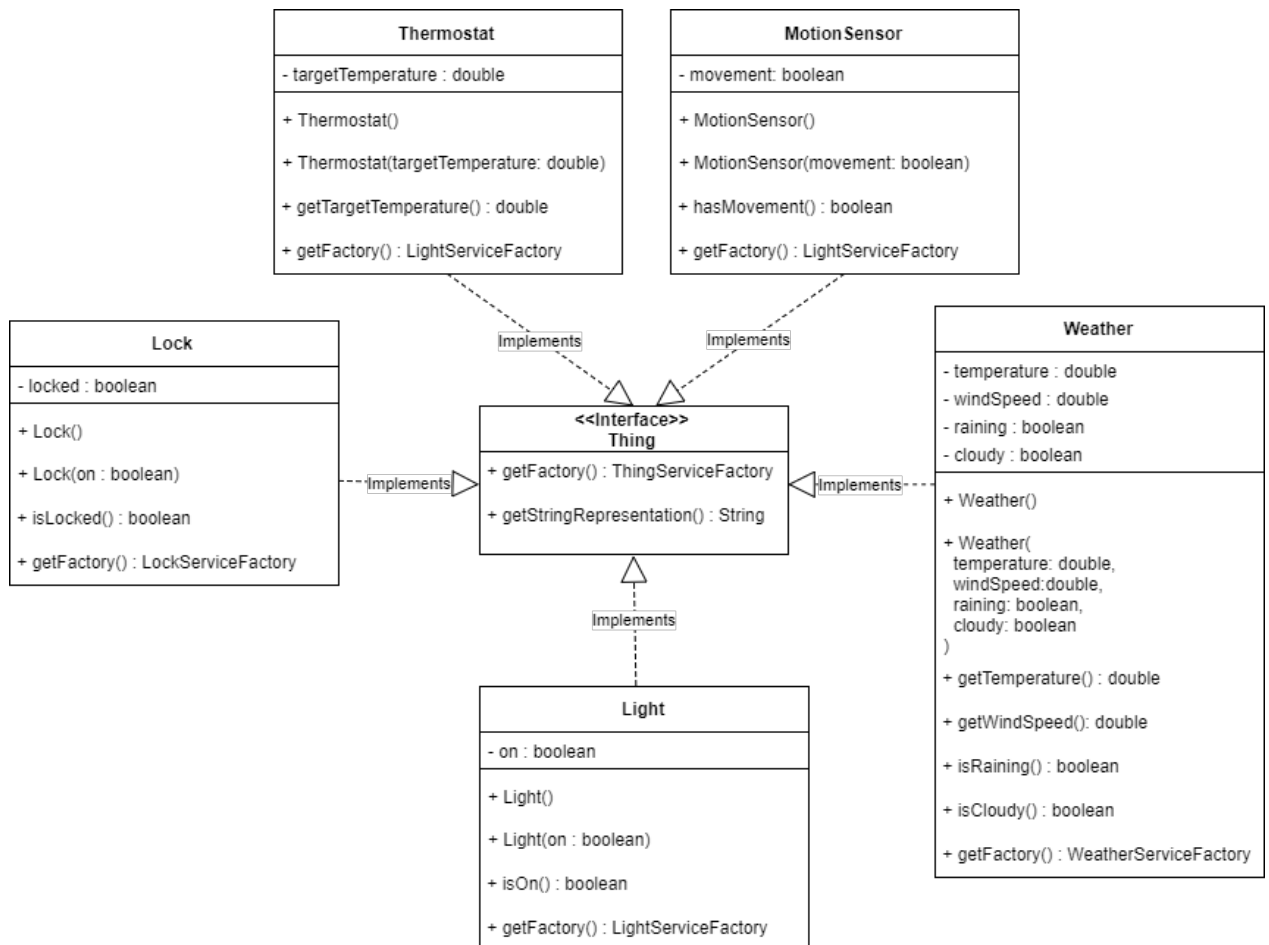 Thermostat
- targetTemperature : double
+ Thermostat()
+ Thermostat(targetTemperature: double)
+ getTargetTemperature() : double
+ getFactory() : LightServiceFactory
MotionSensor
- movement: boolean
+ MotionSensor()
+ MotionSensor(movement: boolean)
+ hasMovement() : boolean
+ getFactory() : LightServiceFactory
Implements
Implements
Lock
- locked : boolean
+ Lock()
+ Lock(on : boolean)
+ isLocked() : boolean
+ getFactory() : LockServiceFactory
Implements
<<Interface>>
Thing
+ getFactory() : ThingServiceFactory
+ getStringRepresentation() : String
Implements
Weather
- temperature : double
- windSpeed : double
- raining : boolean
- cloudy : boolean
+ Weather()
+ Weather(
temperature: double,
windSpeed:double,
raining: boolean,
cloudy: boolean
)
+ getTemperature() : double
+ getWindSpeed(): double
+ isRaining() : boolean
+ isCloudy() : boolean
+ getFactory() : WeatherServiceFactory
Implements
Light
- on : boolean
+ Light()
+ Light(on : boolean)
+ isOn() : boolean
+ getFactory() : LightServiceFactory